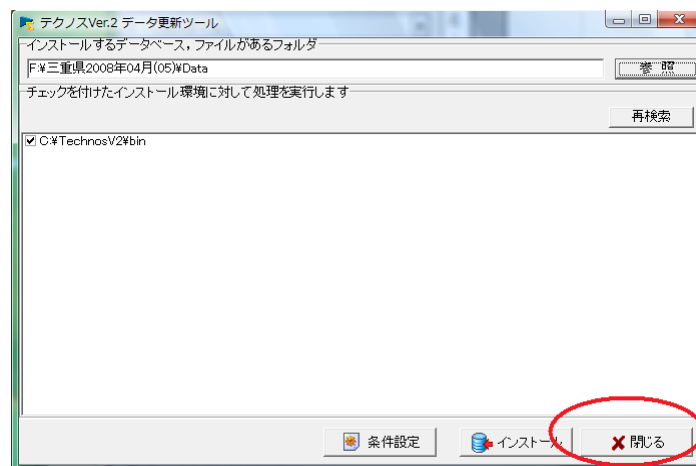 テクノスVer.2 データ更新ツール
インストールするデータベース，ファイルがあるフォルダ
F:¥三重県2008年04月(05)¥Data
参照
チェックを付けたインストール環境に対して処理を実行します
再検索
C:¥TechnosV2¥bin
条件設定
インストール
閉じる